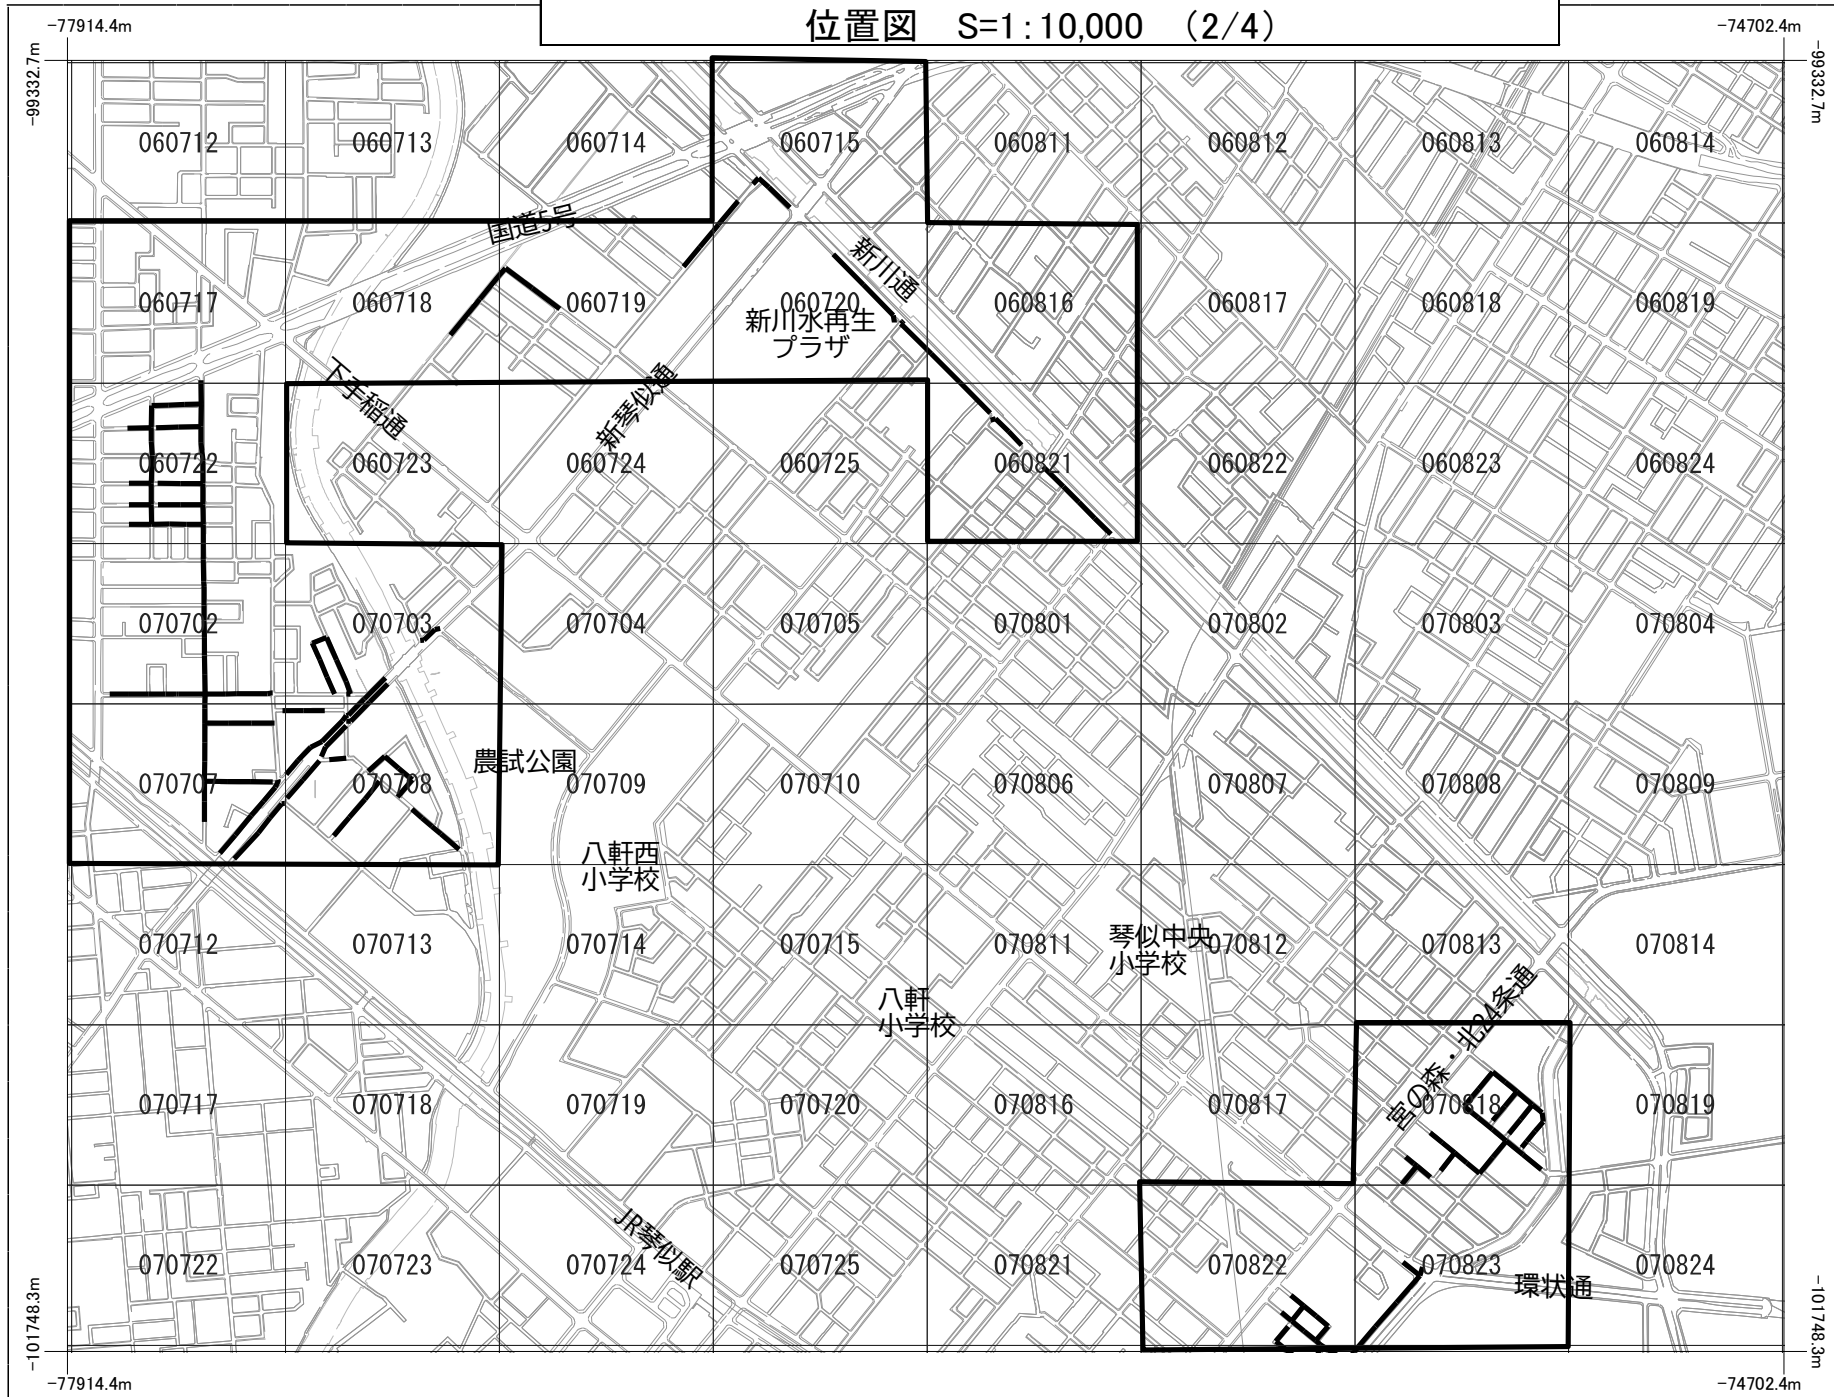 位置図　S=1:10,000　（2/4）
-77914.4m
-74702.4m
-99332.7m
-99332.7m
060712 060713 060714 060715 060811 060812 060813 060814
国道5号
新川通
060717 060718 060719 060720 060816 060817 060818 060819
新川水再生
プラザ
下手稲通
新琴似通
060722 060723 060724 060725 060821 060822 060823 060824
070702 070703 070704 070705 070801 070802 070803 070804
農試公園
070707 070708 070709 070710 070806 070807 070808 070809
八軒西
小学校
琴似中央
小学校
070712 070713 070714 070715 070811 070812 070813 070814
八軒
小学校
宮の森・北24条通
070717 070718 070719 070720 070816 070817 070818 070819
JR琴似駅
070722 070723 070724 070725 070821 070822 070823 070824
環状通
-101748.3m
-101748.3m
-77914.4m
-74702.4m